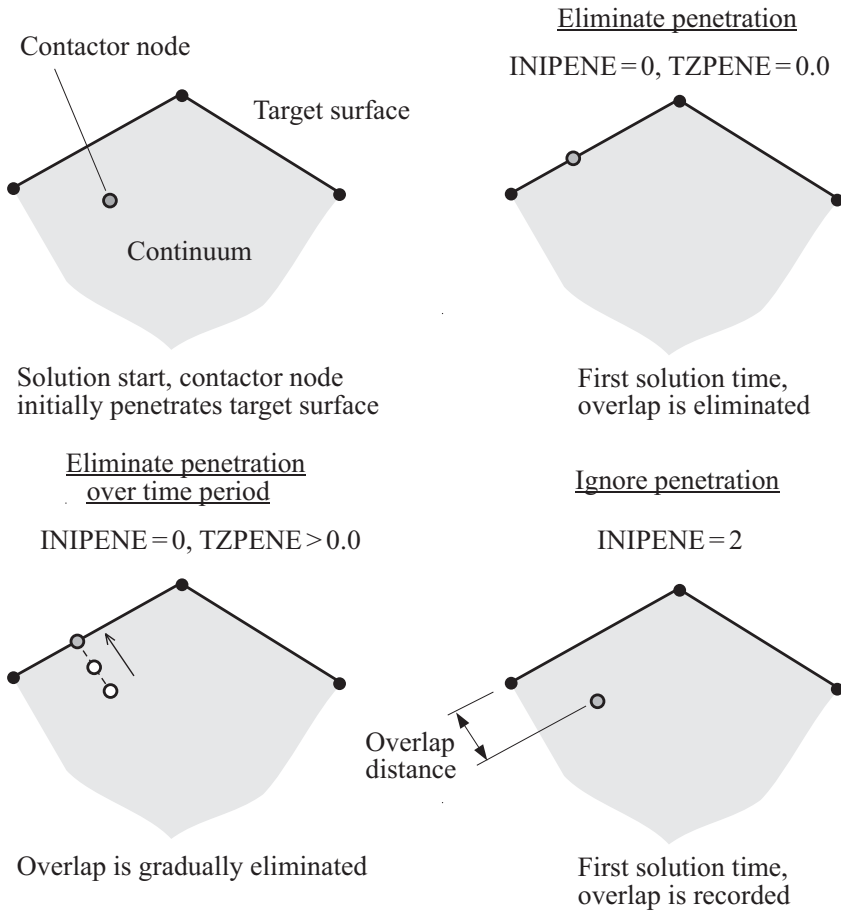 Contactor node
Target surface
Continuum
Solution start, contactor node
initially penetrates target surface
Eliminate penetration
INIPENE=0, TZPENE=0.0
First solution time,
overlap is eliminated
Eliminate penetration
over time period
INIPENE=0, TZPENE>0.0
Overlap is gradually eliminated
Ignore penetration
INIPENE=2
Overlap
distance
First solution time,
overlap is recorded